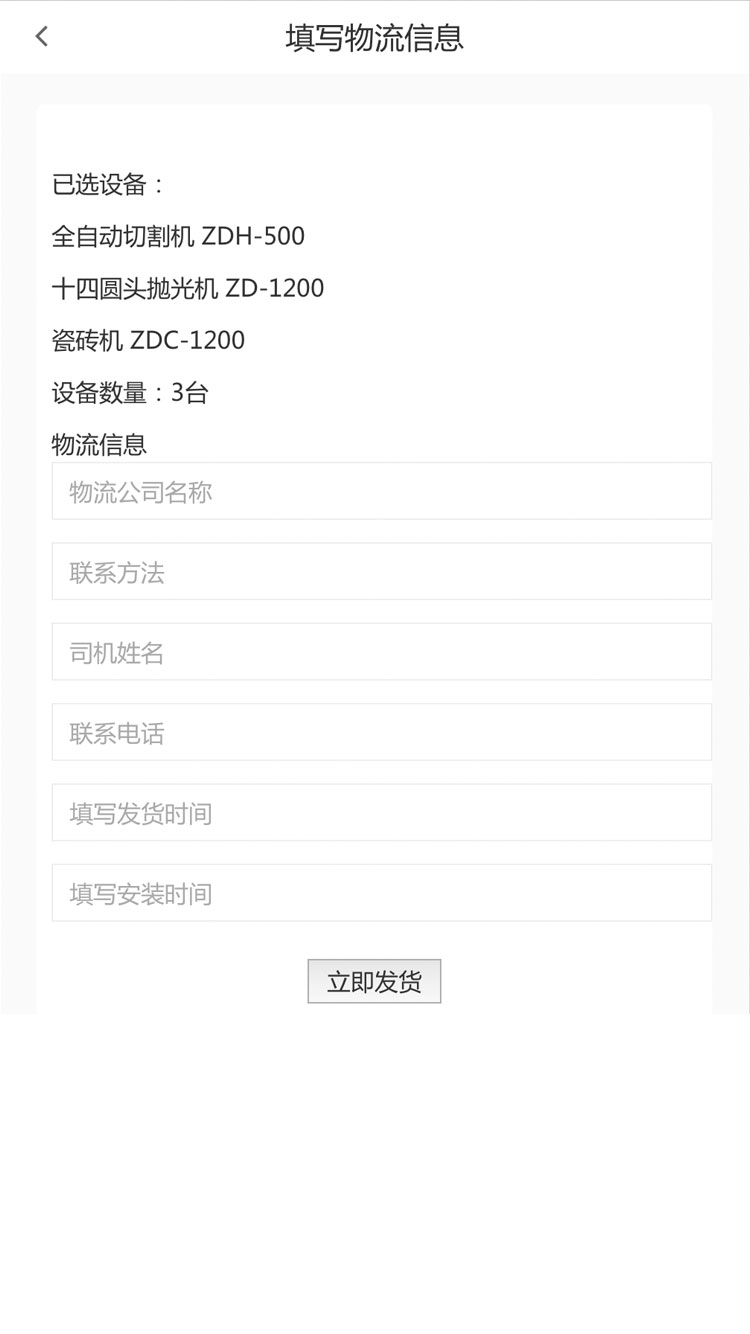 填写物流信息
已选设备：
全自动切割机 ZDH-500
十四圆头抛光机 ZD-1200
瓷砖机 ZDC-1200
设备数量：3台
物流信息
物流公司名称
联系方法
司机姓名
联系电话
填写发货时间
填写安装时间
立即发货